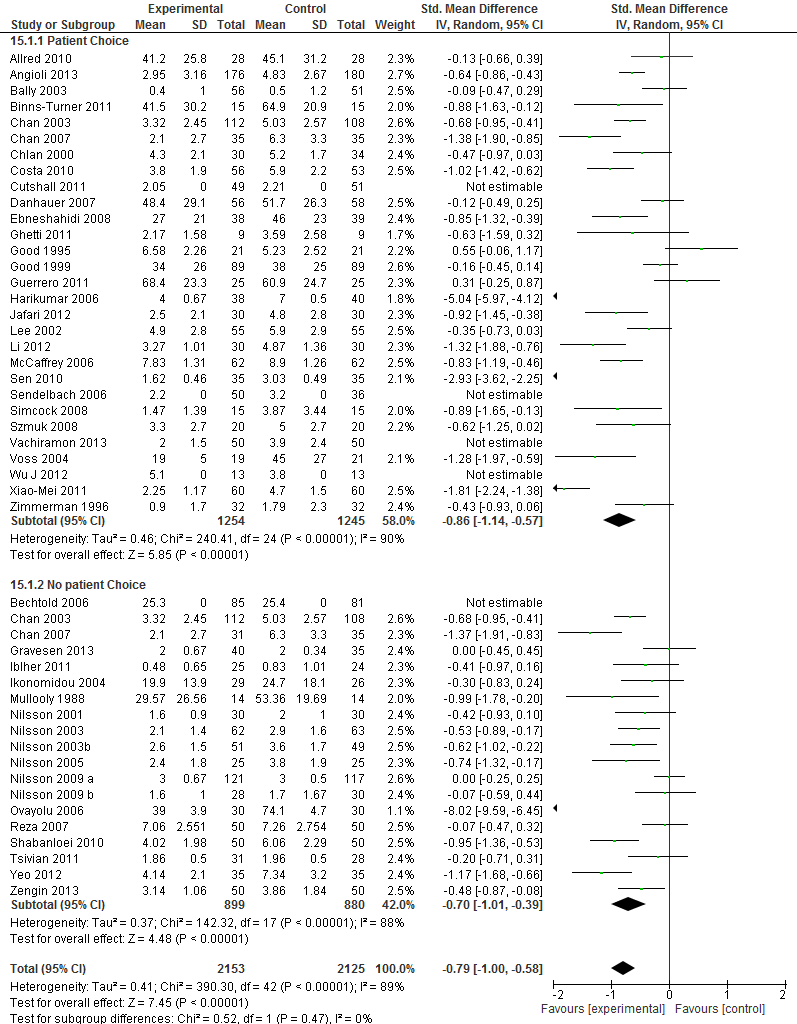 Experimental Control Std. Mean Difference Std. Mean Difference
Study or Subgroup Mean SD Total Mean SD Total Weight IV, Random, 95% CI IV, Random, 95% CI
15.1.1 Patient Choice
Allred 2010 41.2 25.8 28 45.1 31.2 28 2.3% -0.13 [-0.66, 0.39]
Angioli 2013 2.95 3.16 176 4.83 2.67 180 2.6% -0.64 [-0.86, -0.43]
Bally 2003 0.4 1 56 0.5 1.2 51 2.5% -0.09 [-0.47, 0.29]
Binns-Turner 2011 41.5 30.2 15 64.9 20.9 15 2.0% -0.88 [-1.63, -0.12]
Chan 2003 3.32 2.45 112 5.03 2.57 108 2.6% -0.68 [-0.95, -0.41]
Chan 2007 2.1 2.7 35 6.3 3.3 35 2.3% -1.38 [-1.90, -0.85]
Chlan 2000 4.3 2.1 30 5.2 1.7 34 2.4% -0.47 [-0.97, 0.03]
Costa 2010 3.8 1.9 56 5.9 2.2 53 2.5% -1.02 [-1.42, -0.62]
Cutshall 2011 2.05 0 49 2.21 0 51 Not estimable
Danhauer 2007 48.4 29.1 56 51.7 26.3 58 2.5% -0.12 [-0.49, 0.25]
Ebneshahidi 2008 27 21 38 46 23 39 2.4% -0.85 [-1.32, -0.39]
Ghetti 2011 2.17 1.58 9 3.59 2.58 9 1.7% -0.63 [-1.59, 0.32]
Good 1995 6.58 2.26 21 5.23 2.52 21 2.2% 0.55 [-0.06, 1.17]
Good 1999 34 26 89 38 25 89 2.6% -0.16 [-0.45, 0.14]
Guerrero 2011 68.4 23.3 25 60.9 24.7 25 2.3% 0.31 [-0.25, 0.87]
Harikumar 2006 4 0.67 38 7 0.5 40 1.8% -5.04 [-5.97, -4.12]
Jafari 2012 2.5 2.1 30 4.8 2.8 30 2.3% -0.92 [-1.45, -0.38]
Lee 2002 4.9 2.8 55 5.9 2.9 55 2.5% -0.35 [-0.73, 0.03]
Li 2012 3.27 1.01 30 4.87 1.36 30 2.3% -1.32 [-1.88, -0.76]
McCaffrey 2006 7.83 1.31 62 8.9 1.26 62 2.5% -0.83 [-1.19, -0.46]
Sen 2010 1.62 0.46 35 3.03 0.49 35 2.1% -2.93 [-3.62, -2.25]
Sendelbach 2006 2.2 0 50 3.2 0 36 Not estimable
Simcock 2008 1.47 1.39 15 3.87 3.44 15 2.0% -0.89 [-1.65, -0.13]
Szmuk 2008 3.3 2.7 20 5 2.7 20 2.2% -0.62 [-1.25, 0.02]
Vachiramon 2013 2 1.5 50 3.9 2.4 50 Not estimable
Voss 2004 19 5 19 45 27 21 2.1% -1.28 [-1.97, -0.59]
Wu J 2012 5.1 0 13 3.8 0 13 Not estimable
Xiao-Mei 2011 2.25 1.17 60 4.7 1.5 60 2.4% -1.81 [-2.24, -1.38]
Zimmerman 1996 0.9 1.7 32 1.79 2.3 32 2.4% -0.43 [-0.93, 0.06]
Subtotal (95% CI) 1254 1245 58.0% -0.86 [-1.14, -0.57]
Heterogeneity: Tau² = 0.46; Chi² = 240.41, df = 24 (P < 0.00001); I² = 90%
Test for overall effect: Z = 5.85 (P < 0.00001)
15.1.2 No patient Choice
Bechtold 2006 25.3 0 85 25.4 0 81 Not estimable
Chan 2003 3.32 2.45 112 5.03 2.57 108 2.6% -0.68 [-0.95, -0.41]
Chan 2007 2.1 2.7 31 6.3 3.3 35 2.3% -1.37 [-1.91, -0.83]
Gravesen 2013 2 0.67 40 2 0.34 35 2.4% 0.00 [-0.45, 0.45]
Iblher 2011 0.48 0.65 25 0.83 1.01 24 2.3% -0.41 [-0.97, 0.16]
Ikonomidou 2004 19.9 13.9 29 24.7 18.1 26 2.3% -0.30 [-0.83, 0.24]
Mullooly 1988 29.57 26.56 14 53.36 19.69 14 2.0% -0.99 [-1.78, -0.20]
Nilsson 2001 1.6 0.9 30 2 1 30 2.4% -0.42 [-0.93, 0.10]
Nilsson 2003 2.1 1.4 62 2.9 1.6 63 2.5% -0.53 [-0.89, -0.17]
Nilsson 2003b 2.6 1.5 51 3.6 1.7 49 2.5% -0.62 [-1.02, -0.22]
Nilsson 2005 2.4 1.8 25 3.8 1.9 25 2.3% -0.74 [-1.32, -0.17]
Nilsson 2009 a 3 0.67 121 3 0.5 117 2.6% 0.00 [-0.25, 0.25]
Nilsson 2009 b 1.6 1 28 1.7 1.67 30 2.4% -0.07 [-0.59, 0.44]
Ovayolu 2006 39 3.9 30 74.1 4.7 30 1.1% -8.02 [-9.59, -6.45]
Reza 2007 7.06 2.551 50 7.26 2.754 50 2.5% -0.07 [-0.47, 0.32]
Shabanloei 2010 4.02 1.98 50 6.06 2.29 50 2.5% -0.95 [-1.36, -0.53]
Tsivian 2011 1.86 0.5 31 1.96 0.5 28 2.4% -0.20 [-0.71, 0.31]
Yeo 2012 4.14 2.1 35 7.34 3.2 35 2.4% -1.17 [-1.68, -0.66]
Zengin 2013 3.14 1.06 50 3.86 1.84 50 2.5% -0.48 [-0.87, -0.08]
Subtotal (95% CI) 899 880 42.0% -0.70 [-1.01, -0.39]
Heterogeneity: Tau² = 0.37; Chi² = 142.32, df = 17 (P < 0.00001); I² = 88%
Test for overall effect: Z = 4.48 (P < 0.00001)
Total (95% CI) 2153 2125 100.0% -0.79 [-1.00, -0.58]
Heterogeneity: Tau² = 0.41; Chi² = 390.30, df = 42 (P < 0.00001); I² = 89%
Test for overall effect: Z = 7.45 (P < 0.00001)
Test for subgroup differences: Chi² = 0.52, df = 1 (P = 0.47), I² = 0%
-2 -1 0 1 2
Favours [experimental] Favours [control]